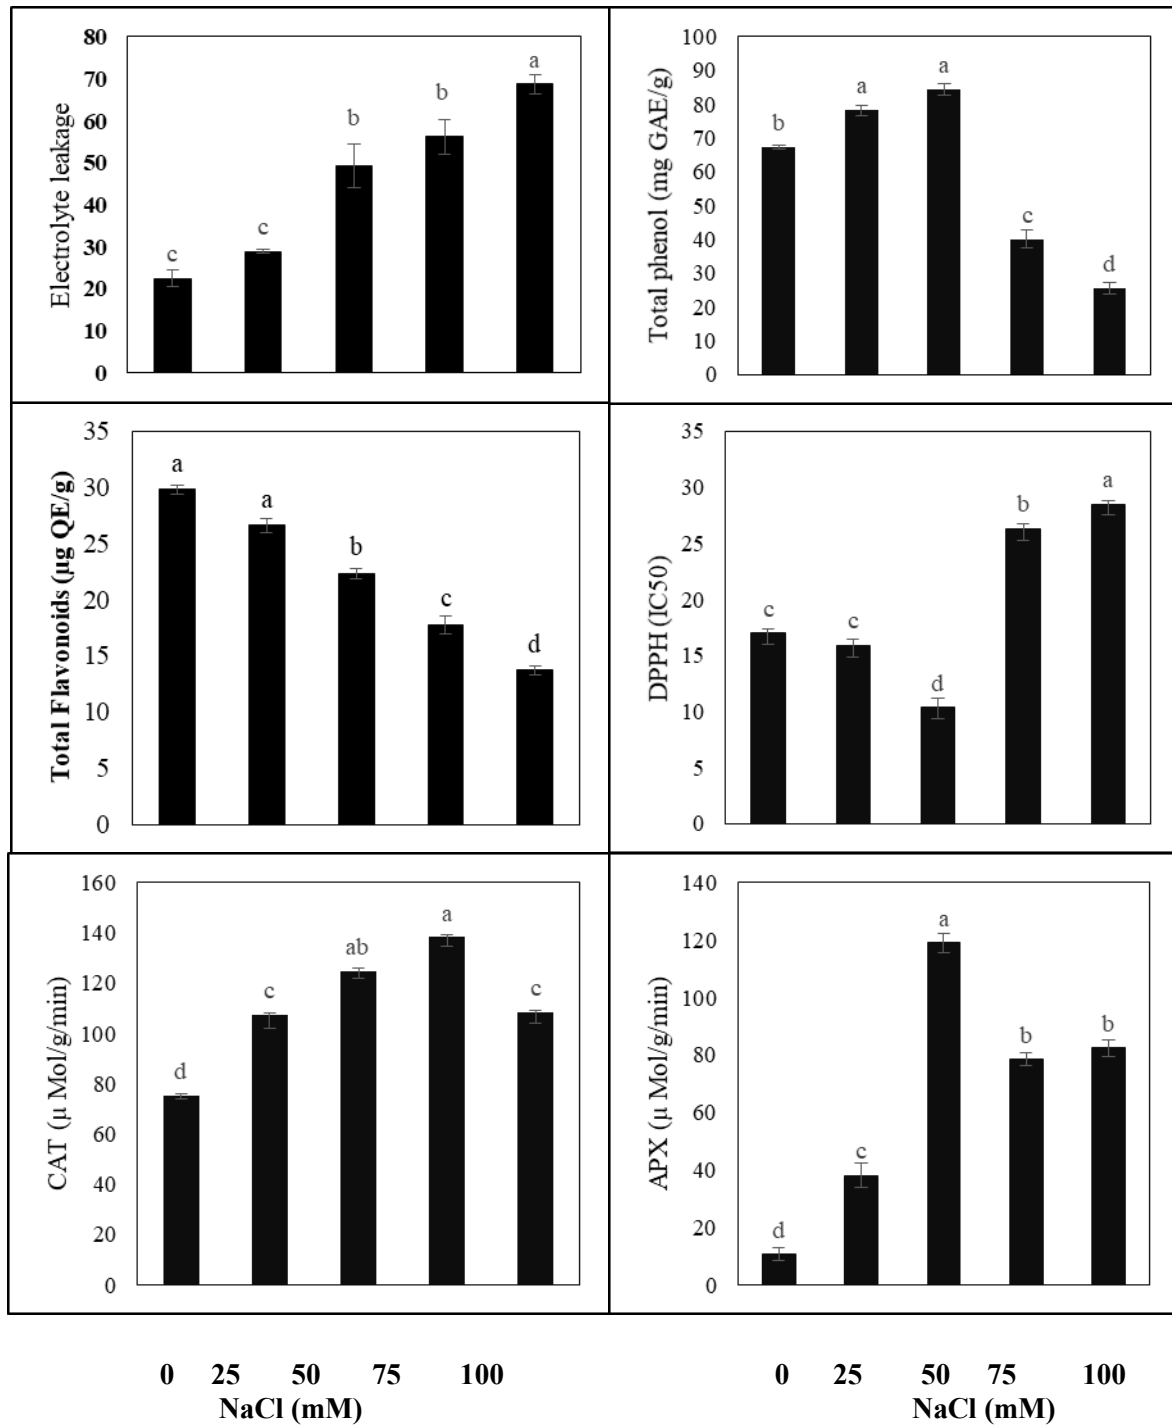 Electrolyte leakage
80
70
60
50
40
30
20
10
0
c
c
b
b
a
Total phenol (mg GAE/g)
100
90
80
70
60
50
40
30
20
10
0
b
a
a
c
d
Total Flavonoids (µg QE/g)
35
30
25
20
15
10
5
0
a
a
b
c
d
DPPH (IC50)
35
30
25
20
15
10
5
0
c
c
d
b
a
CAT (µ Mol/g/min)
160
140
120
100
80
60
40
20
0
d
c
ab
a
c
APX (µ Mol/g/min)
140
120
100
80
60
40
20
0
d
c
a
b
b
0 25 50 75 100
NaCl (mM)
0 25 50 75 100
NaCl (mM)